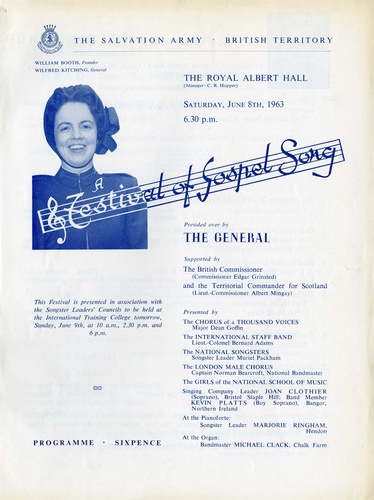 THE SALVATION ARMY · BRITISH TERRITORY
WILLIAM BOOTH, Founder
WILFRED KITCHING, General
THE ROYAL ALBERT HALL
(Manager: C. R. Hopper)
SATURDAY, JUNE 8TH, 1963
6.30 p.m.
A
Festival of Gospel Song
Presided over by
THE GENERAL
Supported by
The British Commissioner
(Commissioner Edgar Grinsted)
and the Territorial Commander for Scotland
(Lieut.-Commissioner Albert Mingay)
This Festival is presented in association with
the Songster Leaders' Councils to be held at
the International Training College tomorrow,
Sunday, June 9th, at 10 a.m., 2.30 p.m. and
6 p.m.
Presented by
The CHORUS of a THOUSAND VOICES
Major Dean Goffin
The INTERNATIONAL STAFF BAND
Lieut.-Colonel Bernard Adams
The NATIONAL SONGSTERS
Songster Leader Muriel Packham
The LONDON MALE CHORUS
Captain Norman Bearcroft, National Bandmaster
The GIRLS of the NATIONAL SCHOOL OF MUSIC
Singing Company Leader JOAN CLOTHIER
(Soprano), Bristol Staple Hill; Band Member
KEVIN PLATTS (Boy Soprano), Bangor,
Northern Ireland
At the Pianoforte:
Songster Leader MARJORIE RINGHAM,
Hendon
At the Organ:
Bandmaster MICHAEL CLACK, Chalk Farm
PROGRAMME · SIXPENCE